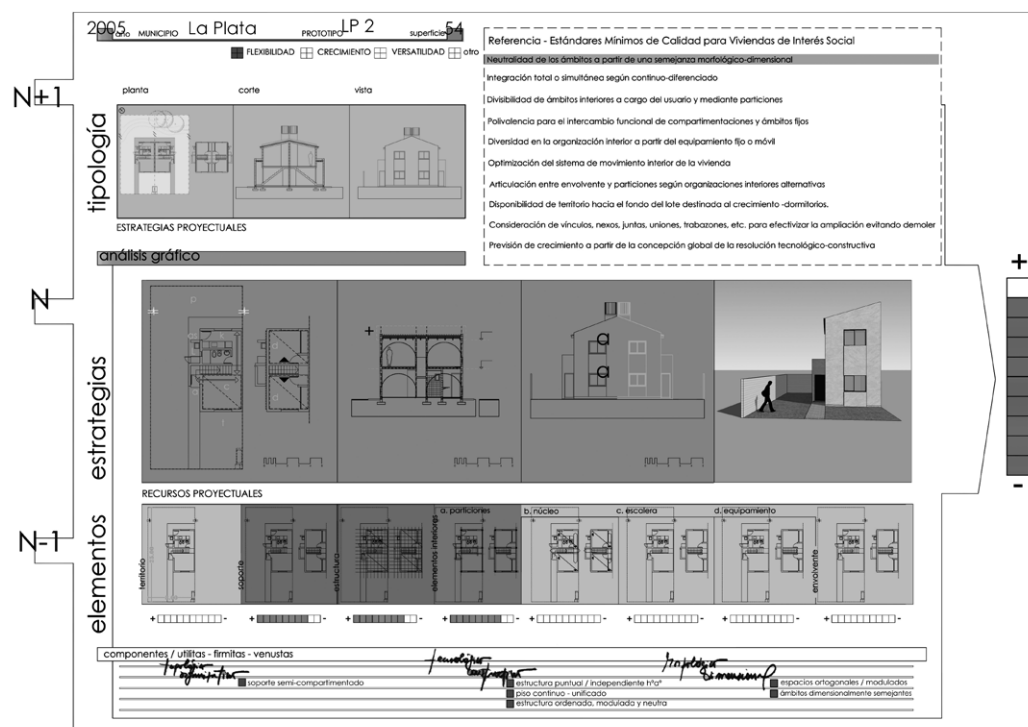 2005 año MUNICIPIO La Plata PROTOTIPO LP 2 superficie 54
FLEXIBILIDAD CRECIMIENTO VERSATILIDAD otro
Referencia - Estándares Mínimos de Calidad para Viviendas de Interés Social
Neutralidad de los ámbitos a partir de una semejanza morfológico-dimensional
Integración total o simultánea según continuo-diferenciado
Divisibilidad de ámbitos interiores a cargo del usuario y mediante particiones
Polivalencia para el intercambio funcional de compartimentaciones y ámbitos fijos
Diversidad en la organización interior a partir del equipamiento fijo o móvil
Optimización del sistema de movimiento interior de la vivienda
Articulación entre envolvente y particiones según organizaciones interiores alternativas
Disponibilidad de territorio hacia el fondo del lote destinada al crecimiento -dormitorios.
Consideración de vínculos, nexos, juntas, uniones, trabazones, etc. para efectivizar la ampliación evitando demoler
Previsión de crecimiento a partir de la concepción global de la resolución tecnológico-constructiva
N+1
tipología
planta corte vista
ESTRATEGIAS PROYECTUALES
análisis gráfico
N
estrategias
p
+
+
-
RECURSOS PROYECTUALES
N-1
elementos
territorio
soporte
estructura
elementos interiores
a. particiones
b. núcleo
c. escalera
d. equipamiento
envolvente
+ - + - + - + - + - + - + - + -
componentes / utilitas - firmitas - venustas
tipológico organizativo
tecnológico constructivo
morfológico dimensional
soporte semi-compartimentado
estructura puntual / independiente hºaº
piso continuo - unificado
estructura ordenada, modulada y neutra
espacios ortogonales / modulados
ámbitos dimensionalmente semejantes